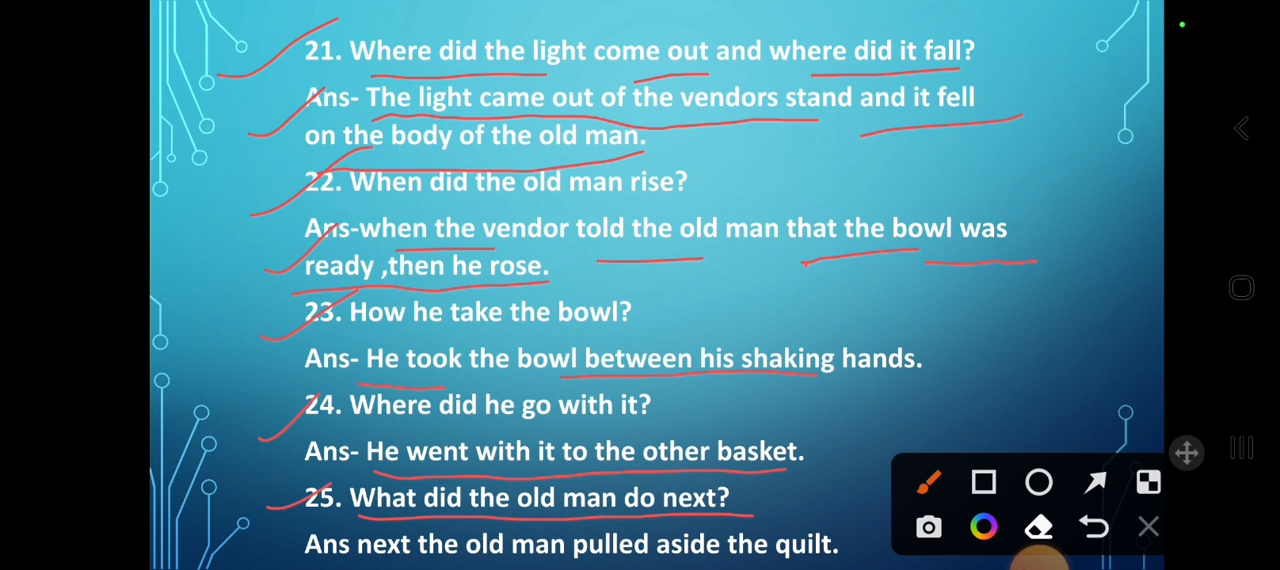 21. Where did the light come out and where did it fall?
Ans- The light came out of the vendors stand and it fell
on the body of the old man.
22. When did the old man rise?
Ans-when the vendor told the old man that the bowl was
ready ,then he rose.
23. How he take the bowl?
Ans- He took the bowl between his shaking hands.
24. Where did he go with it?
Ans- He went with it to the other basket.
25. What did the old man do next?
Ans next the old man pulled aside the quilt.